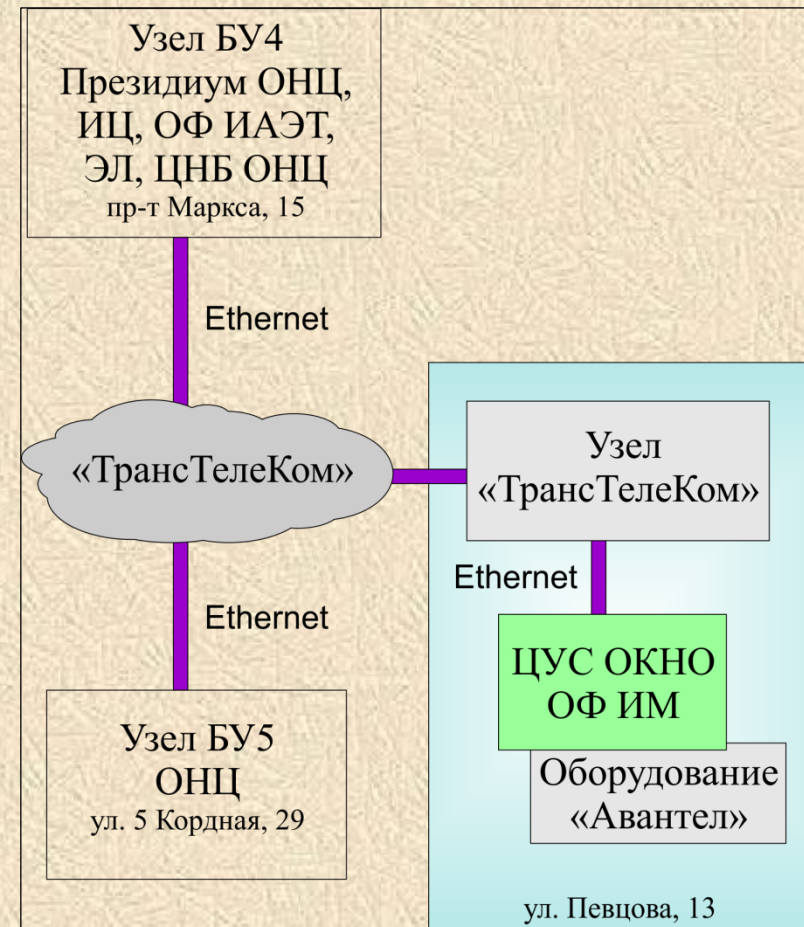 Узел БУ4
Президиум ОНЦ,
ИЦ, ОФ ИАЭТ,
ЭЛ, ЦНБ ОНЦ
пр-т Маркса, 15
Ethernet
«ТрансТелеКом»
Узел
«ТрансТелеКом»
Ethernet
Ethernet
ЦУС ОКНО
ОФ ИМ
Узел БУ5
ОНЦ
ул. 5 Кордная, 29
Оборудование
«Авантел»
ул. Певцова, 13